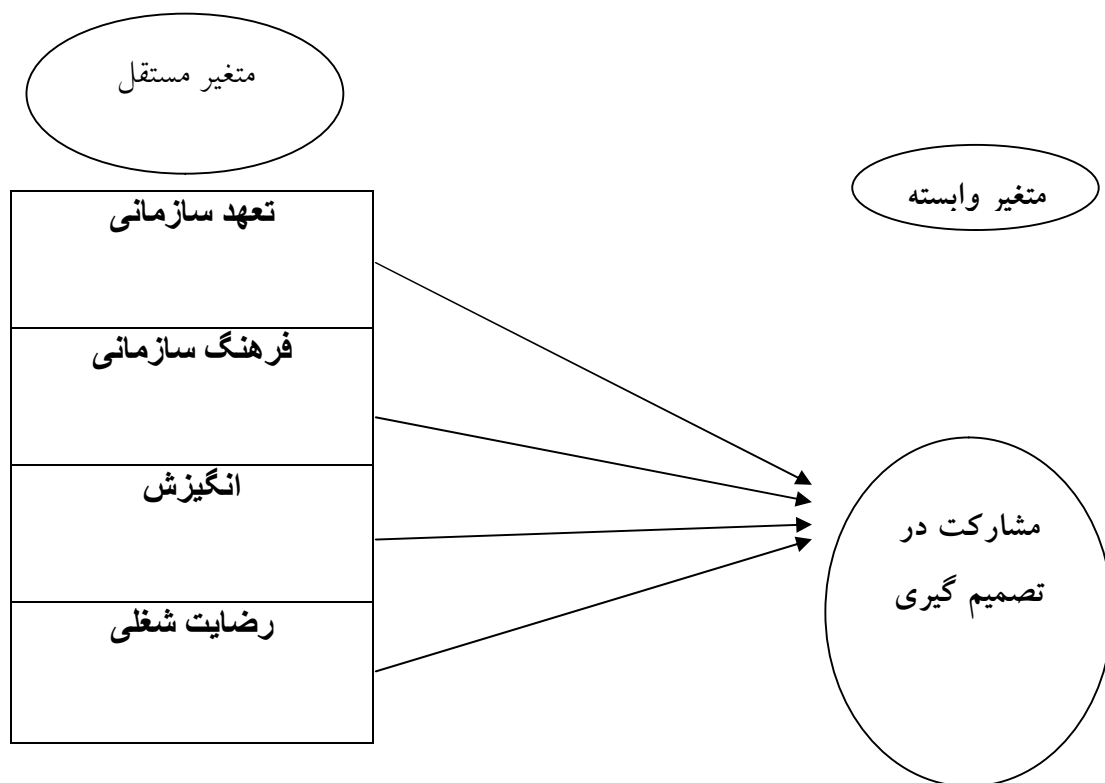 متغیر مستقل
متغیر وابسته
تعهد سازمانی
فرهنگ سازمانی
انگیزش
رضایت شغلی
مشارکت در
تصمیم گیری